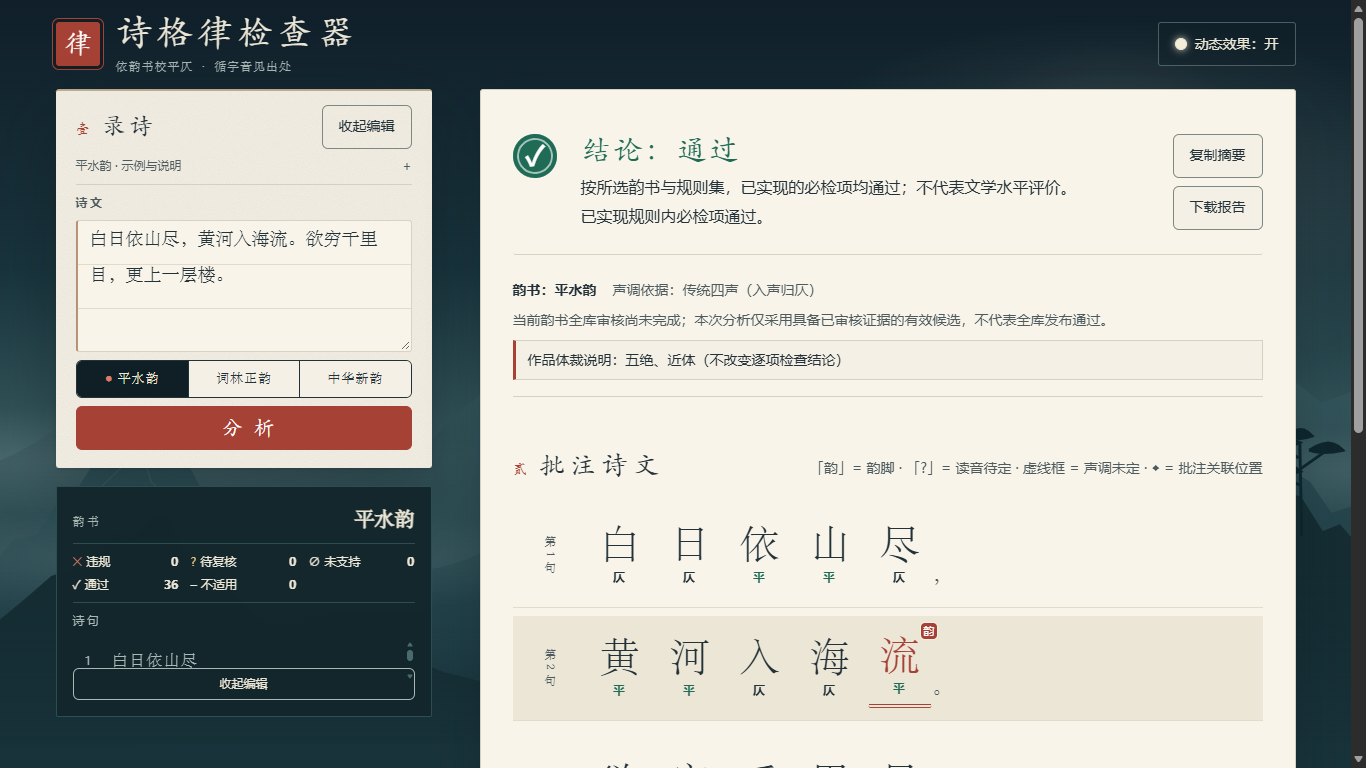 律
诗格律检查器
依韵书校平仄 · 循字音见出处
动态效果：开
壹 录诗
收起编辑
平水韵 · 示例与说明 +
诗文
白日依山尽，黄河入海流。欲穷千里
目，更上一层楼。
平水韵 词林正韵 中华新韵
分析
韵书 平水韵
× 违规 0 ? 待复核 0 ∅ 未支持 0
✓ 通过 36 – 不适用 0
诗句
1 白日依山尽
收起编辑
结论：通过
按所选韵书与规则集，已实现的必检项均通过；不代表文学水平评价。
已实现规则内必检项通过。
复制摘要
下载报告
韵书：平水韵 声调依据：传统四声（入声归仄）
当前韵书全库审核尚未完成；本次分析仅采用具备已审核证据的有效候选，不代表全库发布通过。
作品体裁说明：五绝、近体（不改变逐项检查结论）
贰 批注诗文
「韵」= 韵脚 · 「?」= 读音待定 · 虚线框 = 声调未定 · ◆ = 批注关联位置
第1句
白日依山尽，
仄 仄 平 平 仄
第2句
黄河入海流。
韵
平 平 仄 仄 平